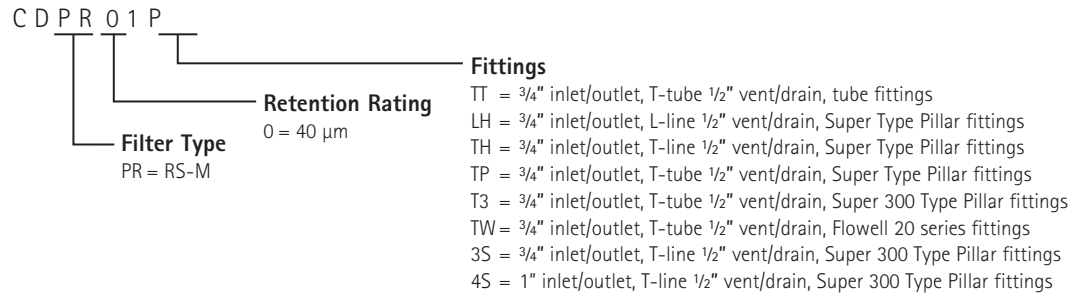 CDPR01P
Fittings
TT = ³/₄" inlet/outlet, T-tube ¹/₂" vent/drain, tube fittings
Retention Rating
LH = ³/₄" inlet/outlet, L-line ¹/₂" vent/drain, Super Type Pillar fittings
0 = 40 µm
TH = ³/₄" inlet/outlet, T-line ¹/₂" vent/drain, Super Type Pillar fittings
Filter Type
TP = ³/₄" inlet/outlet, T-tube ¹/₂" vent/drain, Super Type Pillar fittings
PR = RS-M
T3 = ³/₄" inlet/outlet, T-tube ¹/₂" vent/drain, Super 300 Type Pillar fittings
TW = ³/₄" inlet/outlet, T-tube ¹/₂" vent/drain, Flowell 20 series fittings
3S = ³/₄" inlet/outlet, T-line ¹/₂" vent/drain, Super 300 Type Pillar fittings
4S = 1" inlet/outlet, T-line ¹/₂" vent/drain, Super 300 Type Pillar fittings